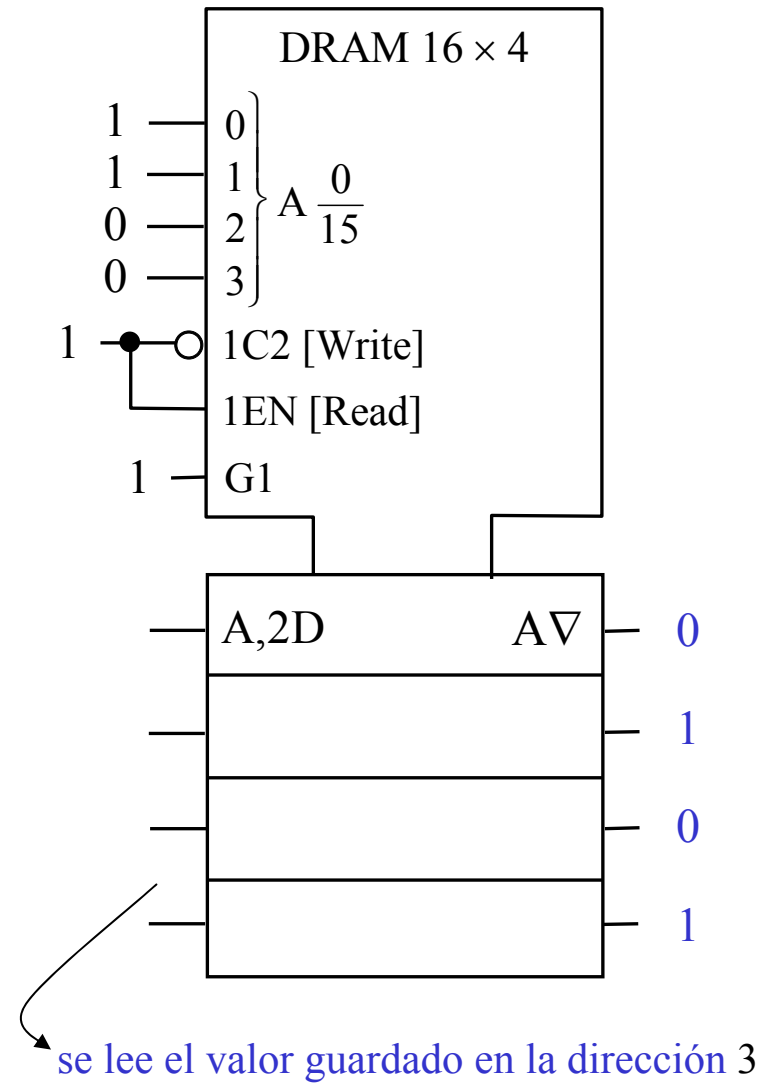 DRAM 16 × 4
1 0
1 1
A 0/15
0 2
0 3
1 1C2 [Write]
1EN [Read]
1 G1
A,2D A∇ 0
1
0
1
se lee el valor guardado en la dirección 3